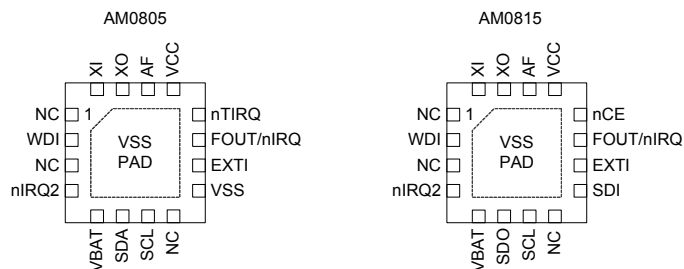 AM0805
AM0815
XI XO AF VCC
XI XO AF VCC
NC 1 nTIRQ
WDI VSS FOUT/nIRQ
NC PAD EXTI
nIRQ2 VSS
VBAT SDA SCL NC
NC 1 nCE
WDI VSS FOUT/nIRQ
NC PAD EXTI
nIRQ2 SDI
VBAT SDO SCL NC